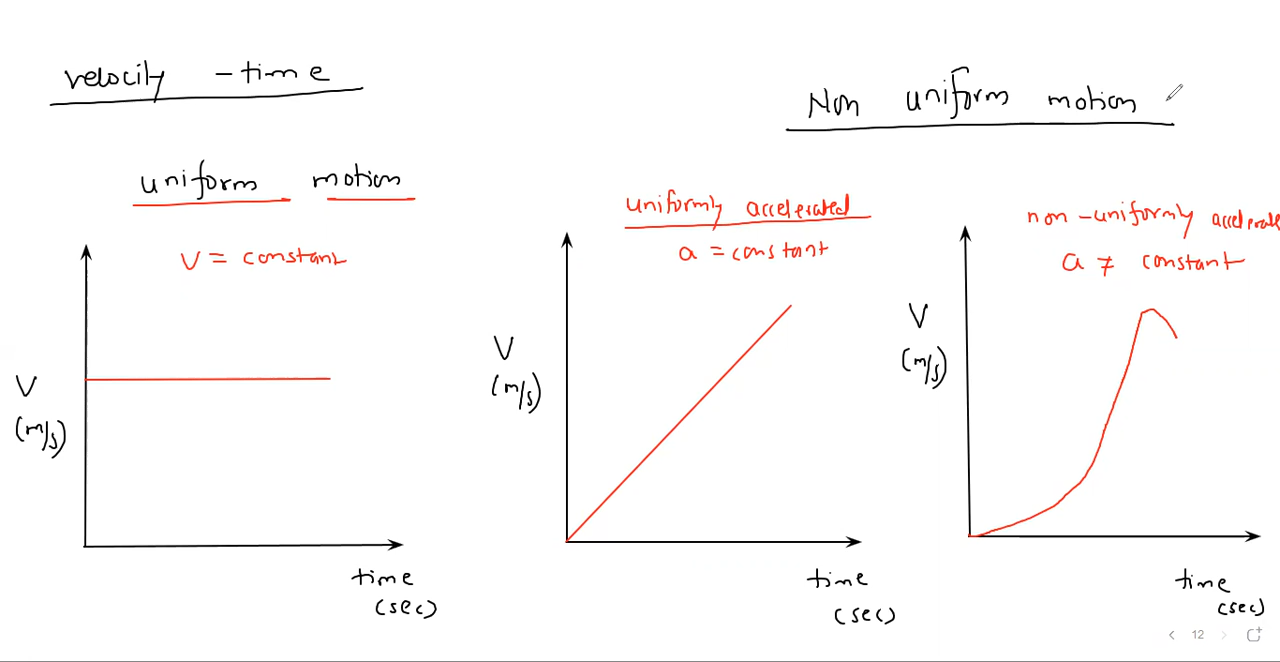 velocity - time
Non uniform motion
uniform motion
v = constant
V
(m/s)
time
(sec)
uniformly accelerated
a = constant
V
(m/s)
time
(sec)
non-uniformly accelerate
a ≠ constant
V
(m/s)
time
(sec)
12